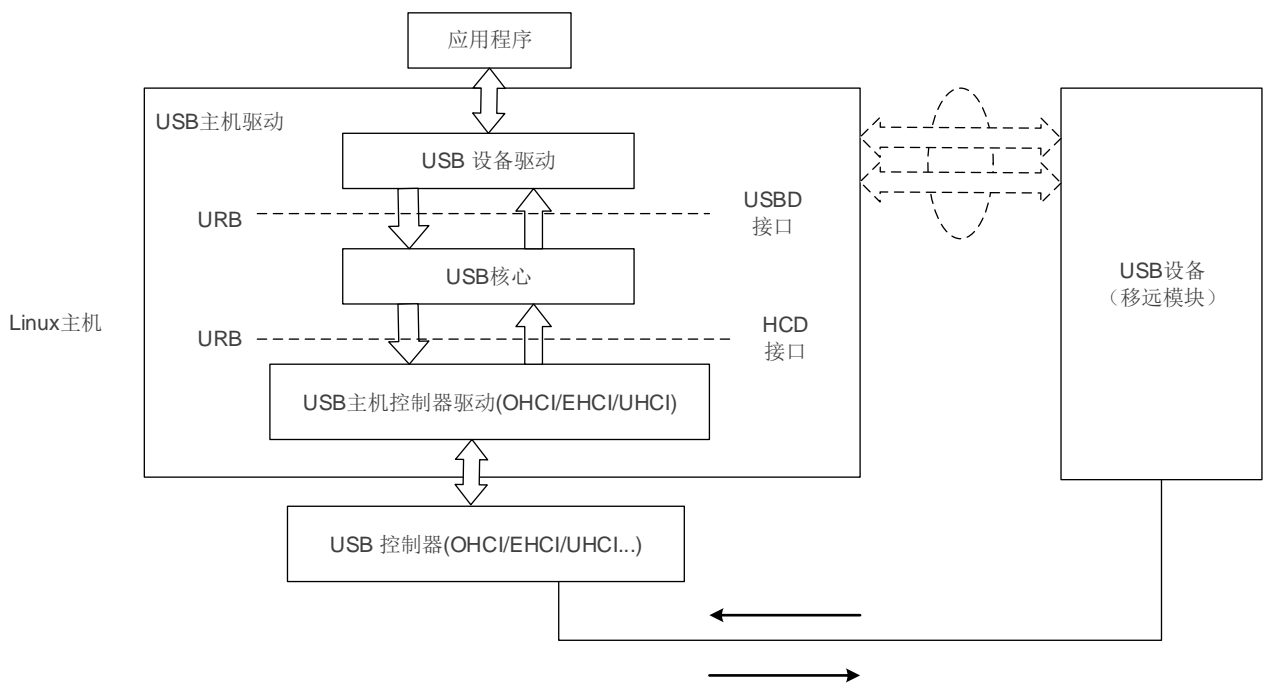 应用程序
USB主机驱动
USB 设备驱动
URB
USBD
接口
USB核心
USB设备
（移远模块）
Linux主机
URB
HCD
接口
USB主机控制器驱动(OHCI/EHCI/UHCI)
USB 控制器(OHCI/EHCI/UHCI...)